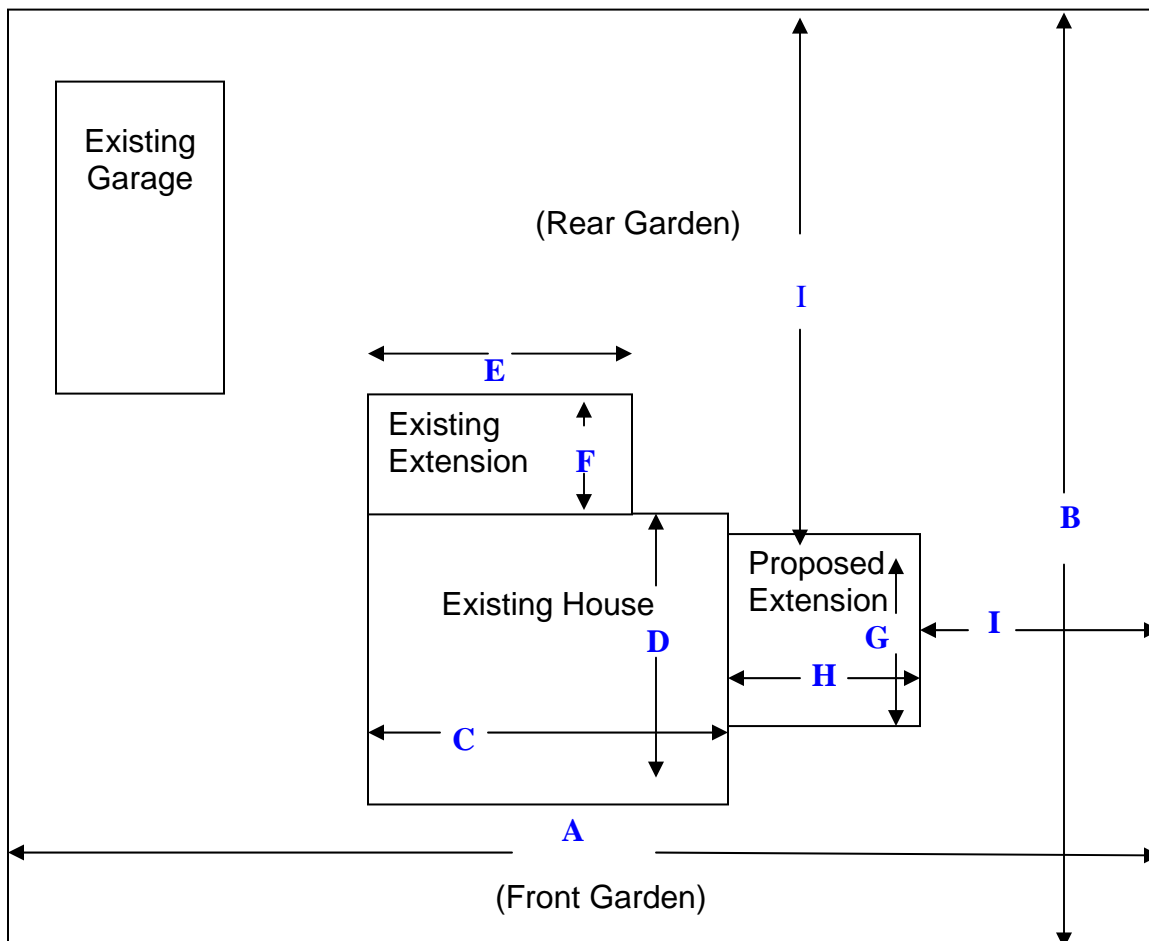 Existing
Garage
(Rear Garden)
I
E
Existing
Extension
F
B
Proposed
Extension
Existing House
D
G
I
H
C
A
(Front Garden)